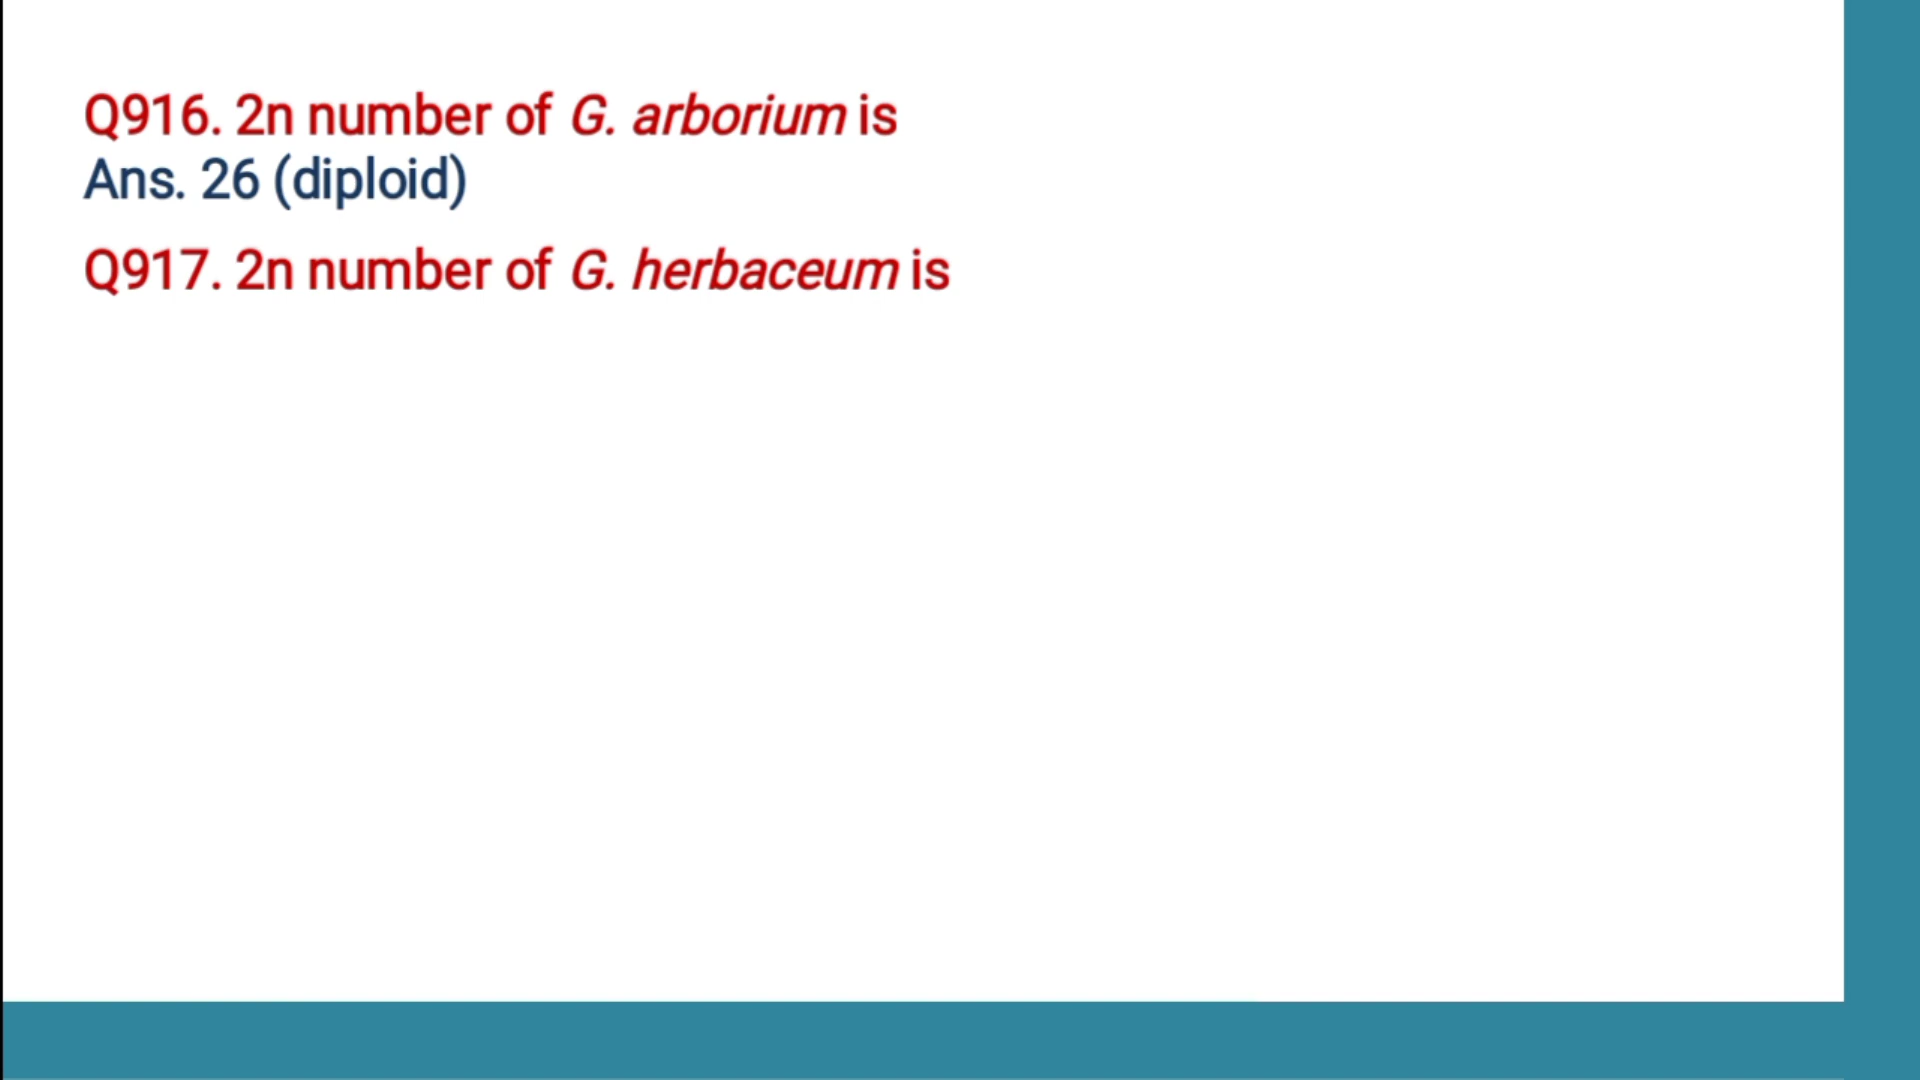 Q916. 2n number of G. arborium is
Ans. 26 (diploid)
Q917. 2n number of G. herbaceum is